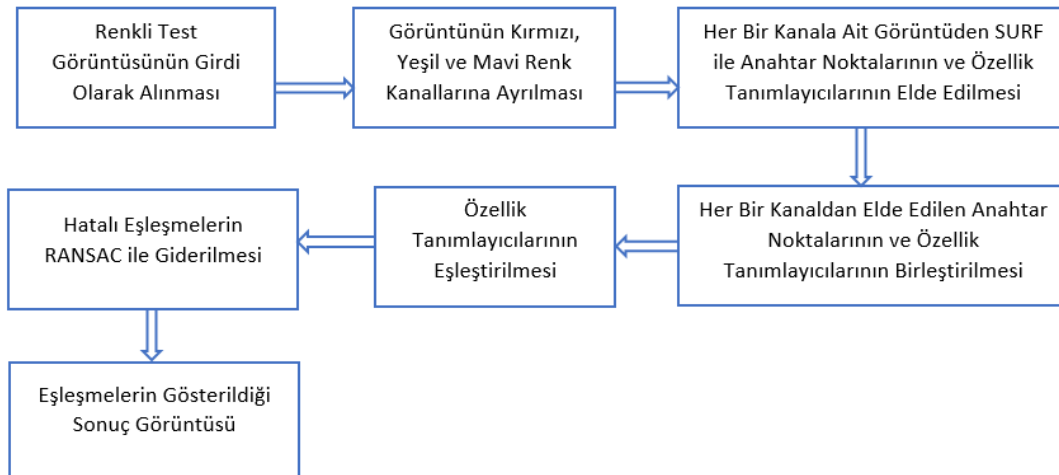 Renkli Test
Görüntüsünün Girdi
Olarak Alınması
Görüntünün Kırmızı,
Yeşil ve Mavi Renk
Kanallarına Ayrılması
Her Bir Kanala Ait Görüntüden SURF
ile Anahtar Noktalarının ve Özellik
Tanımlayıcılarının Elde Edilmesi
Her Bir Kanaldan Elde Edilen Anahtar
Noktalarının ve Özellik
Tanımlayıcılarının Birleştirilmesi
Özellik
Tanımlayıcılarının
Eşleştirilmesi
Hatalı Eşleşmelerin
RANSAC ile Giderilmesi
Eşleşmelerin Gösterildiği
Sonuç Görüntüsü